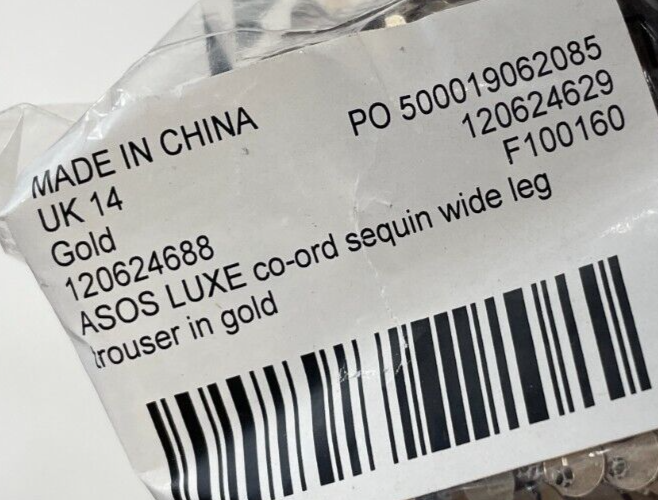 MADE IN CHINA
UK 14
Gold
120624688
PO 500019062085
120624629
F100160
ASOS LUXE co-ord sequin wide leg
trouser in gold